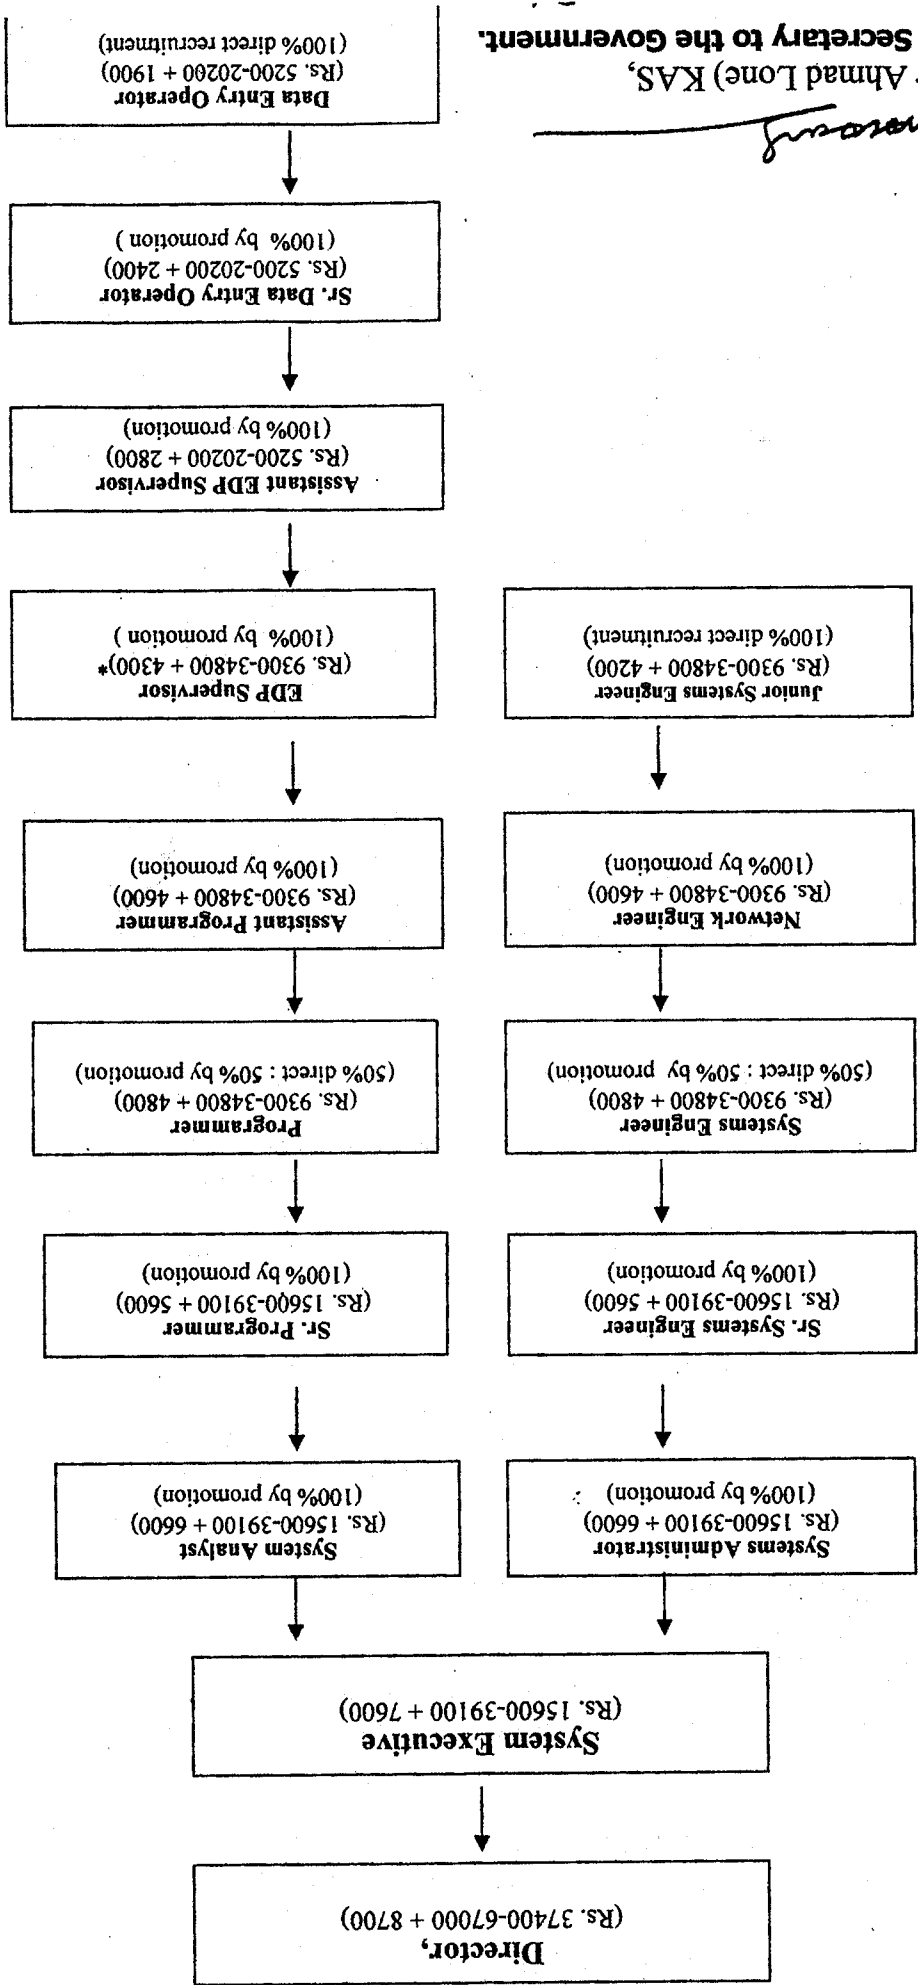 Director,
(Rs. 37400-67000 + 8700)
System Executive
(Rs. 15600-39100 + 7600)
Systems Administrator
(Rs. 15600-39100 + 6600)
(100% by promotion)
System Analyst
(Rs. 15600-39100 + 6600)
(100% by promotion)
Sr. Systems Engineer
(Rs. 15600-39100 + 5600)
(100% by promotion)
Sr. Programmer
(Rs. 15600-39100 + 5600)
(100% by promotion)
Systems Engineer
(Rs. 9300-34800 + 4800)
(50% direct : 50% by promotion)
Programmer
(Rs. 9300-34800 + 4800)
(50% direct : 50% by promotion)
Network Engineer
(Rs. 9300-34800 + 4600)
(100% by promotion)
Assistant Programmer
(Rs. 9300-34800 + 4600)
(100% by promotion)
Junior Systems Engineer
(Rs. 9300-34800 + 4200)
(100% direct recruitment)
EDP Supervisor
(Rs. 9300-34800 + 4300)*
(100% by promotion )
Assistant EDP Supervisor
(Rs. 5200-20200 + 2800)
(100% by promotion)
Sr. Data Entry Operator
(Rs. 5200-20200 + 2400)
(100% by promotion )
Data Entry Operator
(Rs. 5200-20200 + 1900)
(100% direct recruitment)
Ahmad Lone) KAS,
Secretary to the Government.